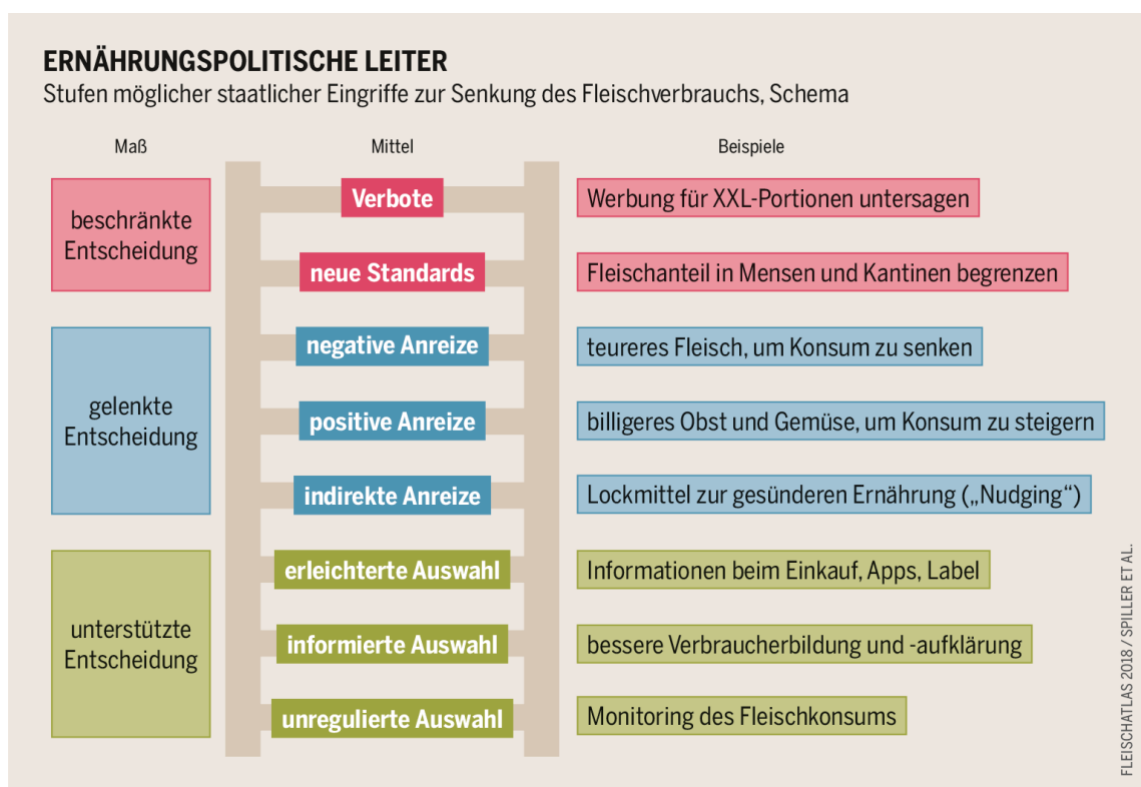 ERNÄHRUNGSPOLITISCHE LEITER
Stufen möglicher staatlicher Eingriffe zur Senkung des Fleischverbrauchs, Schema
Maß
Mittel
Beispiele
beschränkte
Entscheidung
Verbote
Werbung für XXL-Portionen untersagen
neue Standards
Fleischanteil in Mensen und Kantinen begrenzen
gelenkte
Entscheidung
negative Anreize
teureres Fleisch, um Konsum zu senken
positive Anreize
billigeres Obst und Gemüse, um Konsum zu steigern
indirekte Anreize
Lockmittel zur gesünderen Ernährung („Nudging“)
unterstützte
Entscheidung
erleichterte Auswahl
Informationen beim Einkauf, Apps, Label
informierte Auswahl
bessere Verbraucherbildung und -aufklärung
unregulierte Auswahl
Monitoring des Fleischkonsums
FLEISCHATLAS 2018 / SPILLER ET AL.